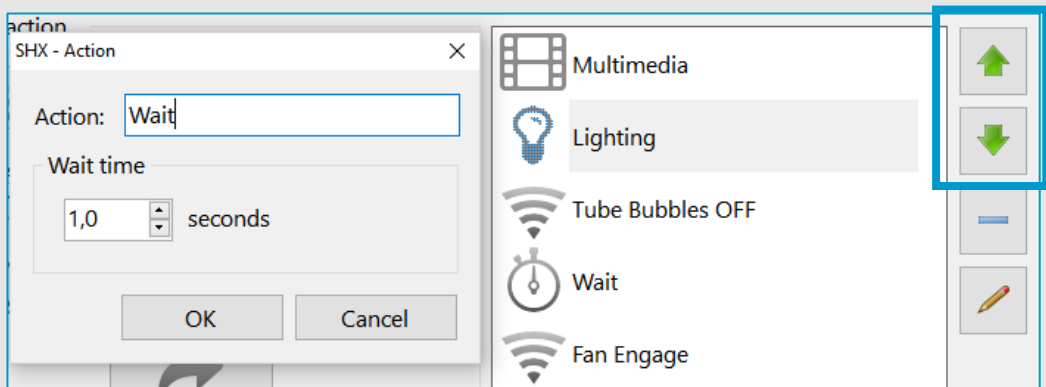 action
SHX - Action
Action: Wait
Wait time
1,0 seconds
OK Cancel
Multimedia
Lighting
Tube Bubbles OFF
Wait
Fan Engage